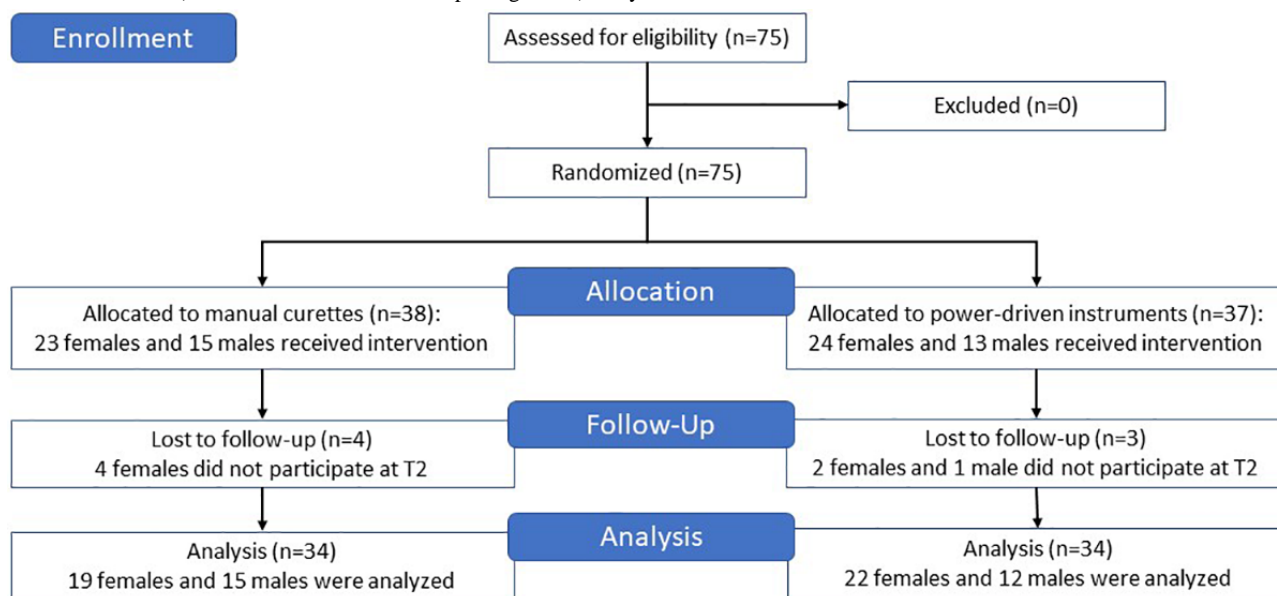 Enrollment
Assessed for eligibility (n=75)
Excluded (n=0)
Randomized (n=75)
Allocation
Allocated to manual curettes (n=38):
23 females and 15 males received intervention
Allocated to power-driven instruments (n=37):
24 females and 13 males received intervention
Follow-Up
Lost to follow-up (n=4)
4 females did not participate at T2
Lost to follow-up (n=3)
2 females and 1 male did not participate at T2
Analysis
Analysis (n=34)
19 females and 15 males were analyzed
Analysis (n=34)
22 females and 12 males were analyzed